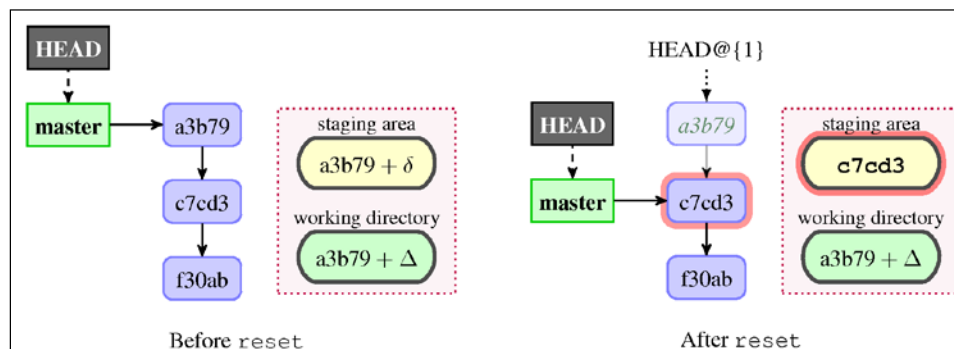 HEAD
master
a3b79
c7cd3
f30ab
staging area
a3b79 + δ
working directory
a3b79 + Δ
Before reset
HEAD@{1}
HEAD
a3b79
master
c7cd3
f30ab
staging area
c7cd3
working directory
a3b79 + Δ
After reset